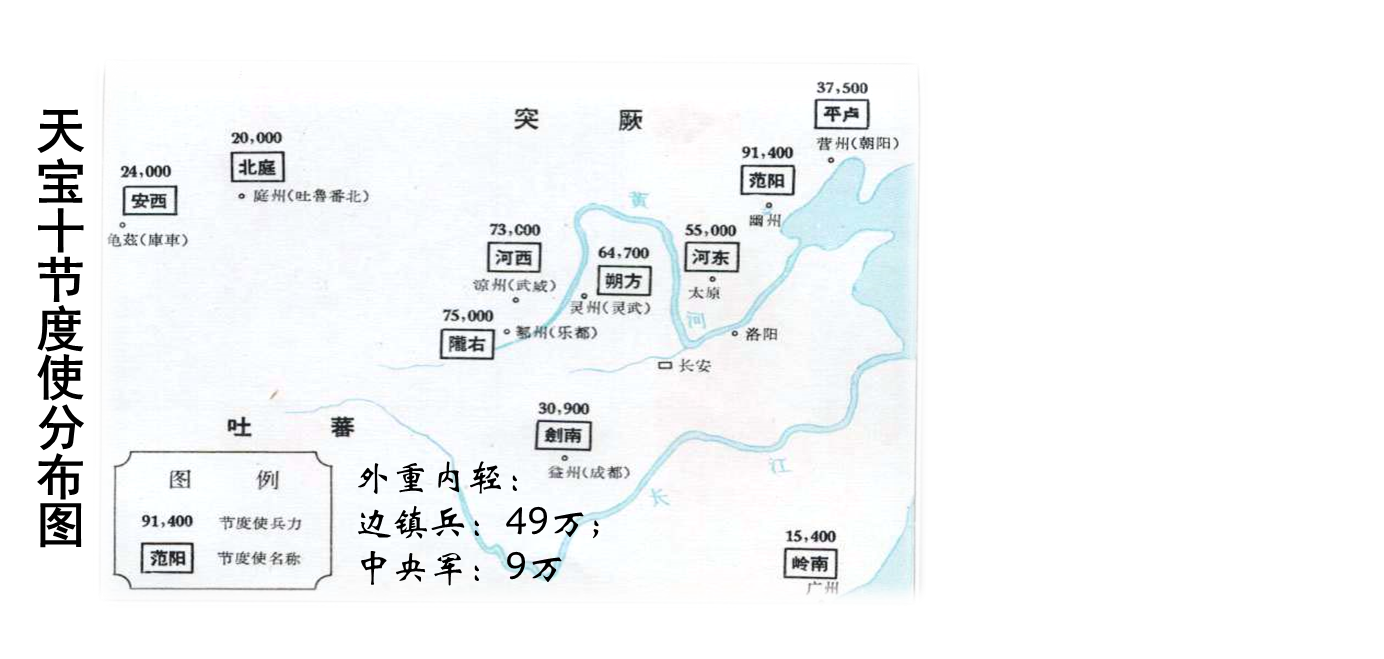 天宝十节度使分布图
突厥
37,500
平卢
营州(朝阳)
20,000
北庭
庭州(吐鲁番北)
91,400
范阳
幽州
24,000
安西
龟茲(庫車)
黄
73,000
河西
凉州(武威)
64,700
朔方
灵州(灵武)
55,000
河东
太原
75,000
隴右
鄯州(乐都)
河
洛阳
长安
吐蕃
30,900
劍南
益州(成都)
江
长
图例
91,400 节度使兵力
范阳 节度使名称
外重内轻：
边镇兵：49万；
中央军：9万
15,400
岭南
广州